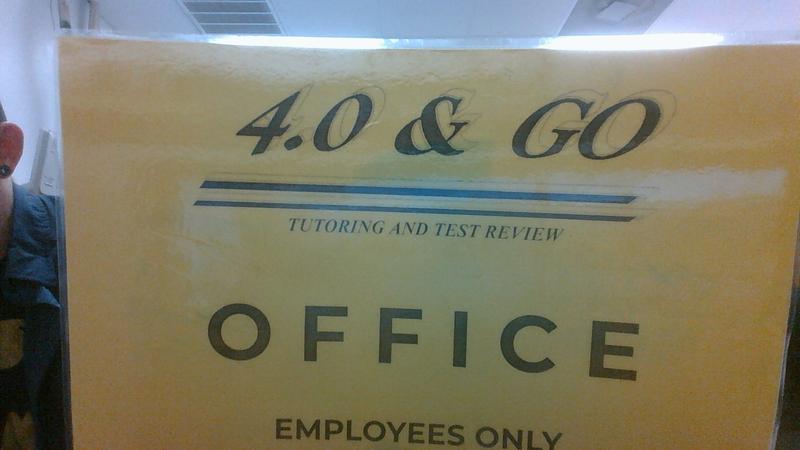 4.0 & GO
TUTORING AND TEST REVIEW
OFFICE
EMPLOYEES ONLY